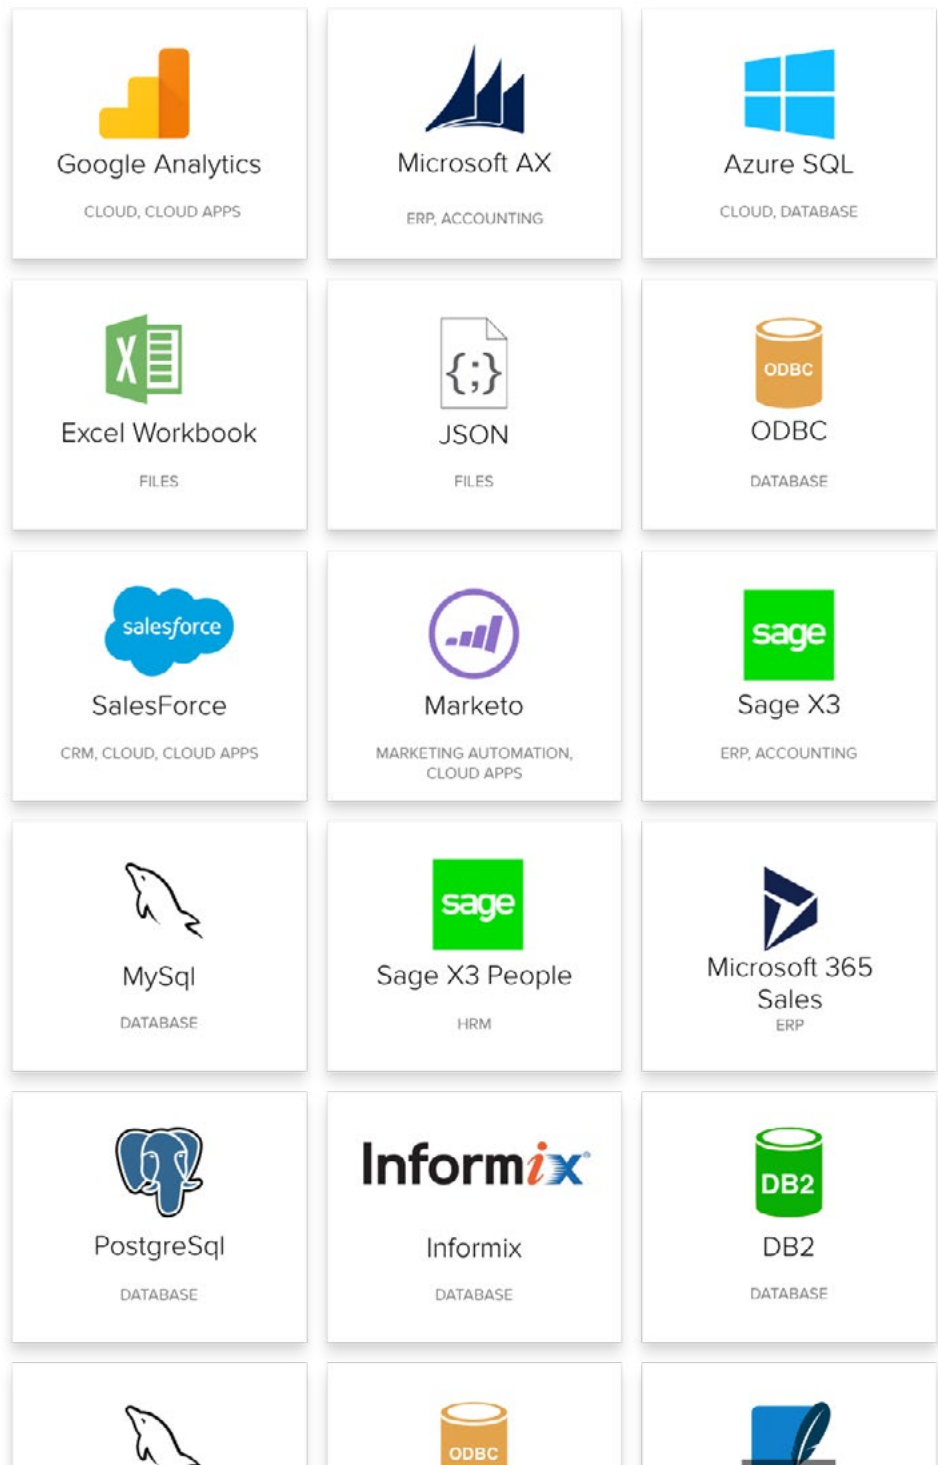 Google Analytics
CLOUD, CLOUD APPS
Microsoft AX
ERP, ACCOUNTING
Azure SQL
CLOUD, DATABASE
X
Excel Workbook
FILES
{;}
JSON
FILES
ODBC
ODBC
DATABASE
salesforce
SalesForce
CRM, CLOUD, CLOUD APPS
Marketo
MARKETING AUTOMATION,
CLOUD APPS
sage
Sage X3
ERP, ACCOUNTING
MySql
DATABASE
sage
Sage X3 People
HRM
Microsoft 365
Sales
ERP
PostgreSql
DATABASE
Informix
Informix
DATABASE
DB2
DB2
DATABASE
ODBC